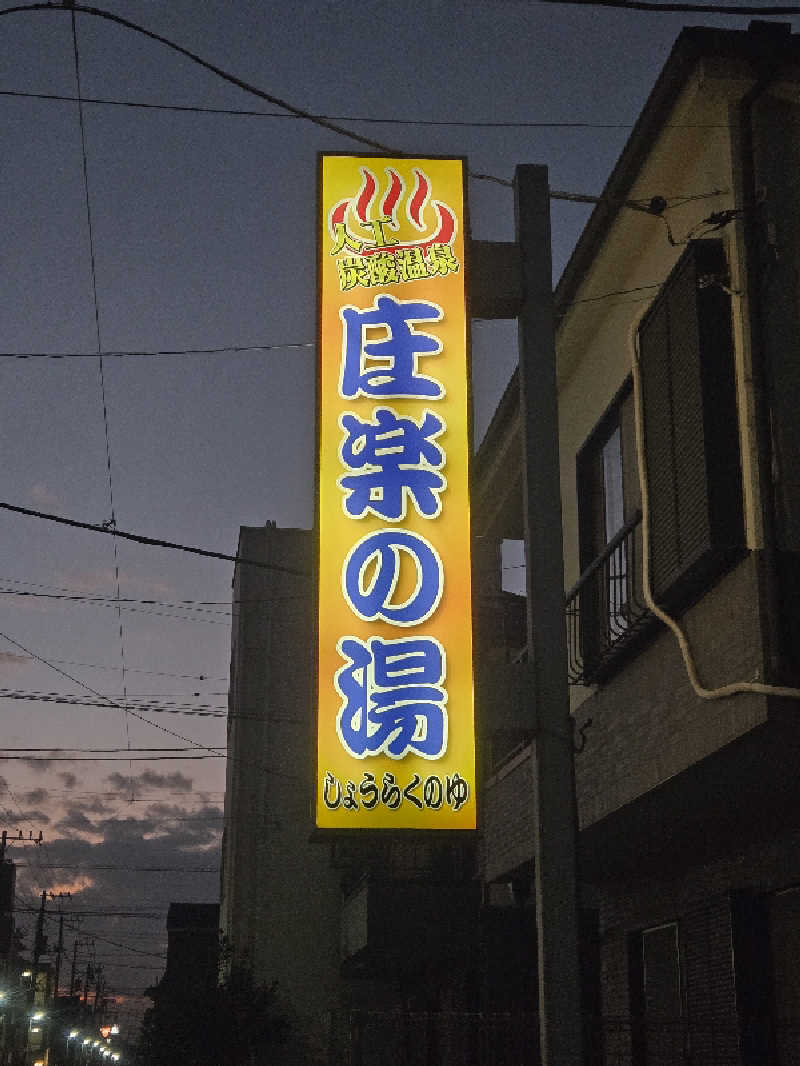 人工
炭酸温泉
庄楽の湯
しょうらくのゆ